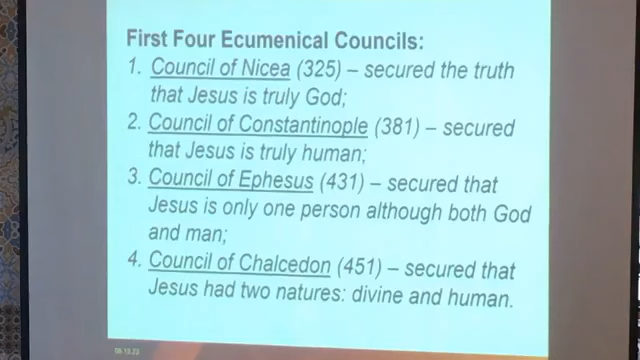 First Four Ecumenical Councils:
1. Council of Nicea (325) – secured the truth
that Jesus is truly God;
2. Council of Constantinople (381) – secured
that Jesus is truly human;
3. Council of Ephesus (431) – secured that
Jesus is only one person although both God
and man;
4. Council of Chalcedon (451) – secured that
Jesus had two natures: divine and human.